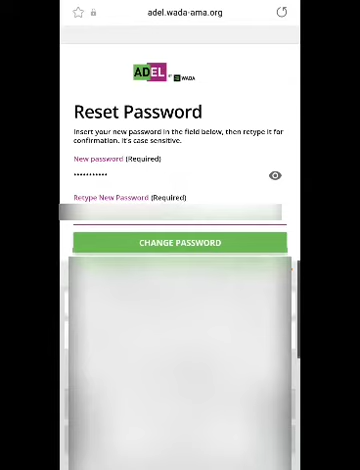 adel.wada-ama.org
ADEL BY WADA
Reset Password
Insert your new password in the field below, then retype it for
confirmation. It's case sensitive.
New password (Required)
•••••••••••
Retype New Password (Required)
CHANGE PASSWORD